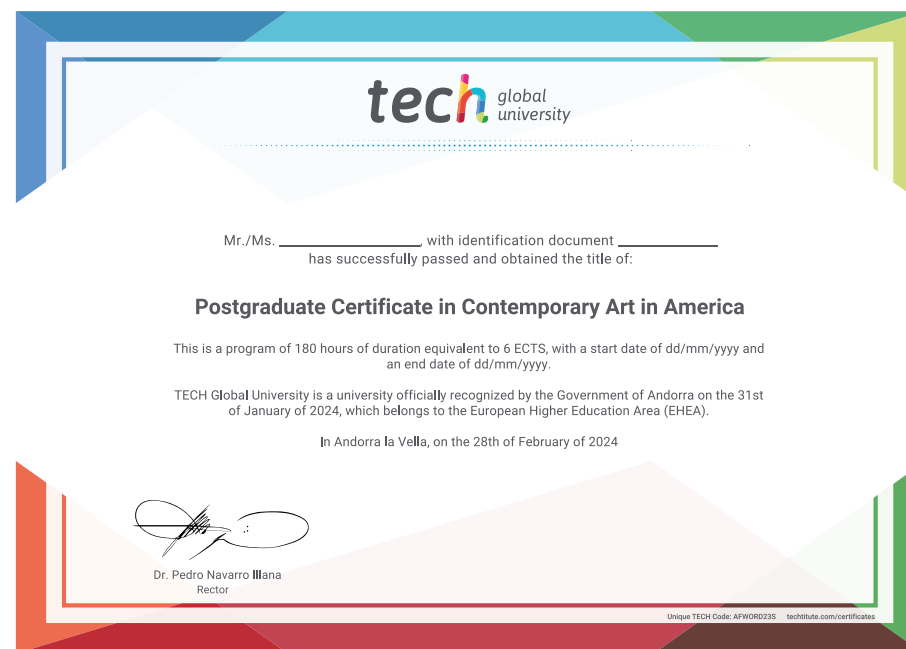 tech global
university
Mr./Ms. ____________, with identification document ____________
has successfully passed and obtained the title of:
Postgraduate Certificate in Contemporary Art in America
This is a program of 180 hours of duration equivalent to 6 ECTS, with a start date of dd/mm/yyyy and
an end date of dd/mm/yyyy.
TECH Global University is a university officially recognized by the Government of Andorra on the 31st
of January of 2024, which belongs to the European Higher Education Area (EHEA).
In Andorra la Vella, on the 28th of February of 2024
Dr. Pedro Navarro Illana
Rector
Unique TECH Code: AFWORD23S techtitute.com/certificates